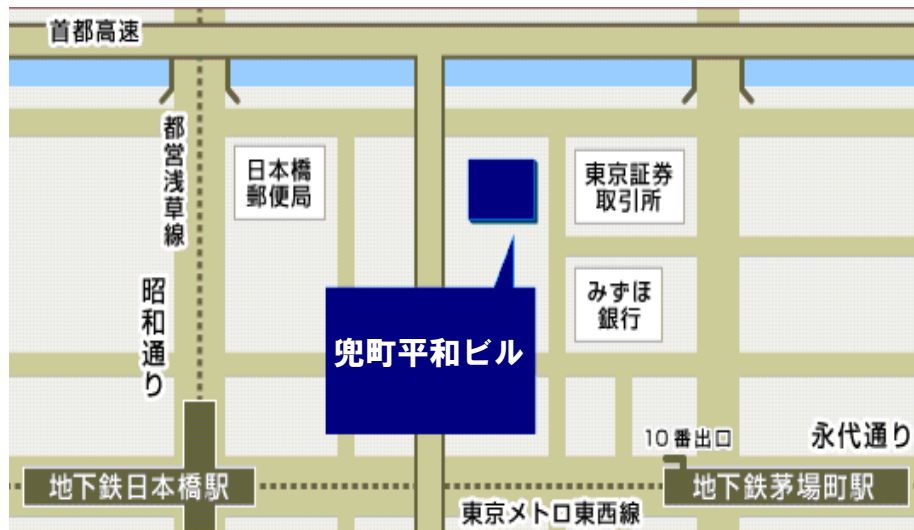 首都高速
都営浅草線
日本橋
郵便局
東京証券
取引所
昭和通り
みずほ
銀行
兜町平和ビル
10番出口
永代通り
地下鉄日本橋駅
地下鉄茅場町駅
東京メトロ東西線